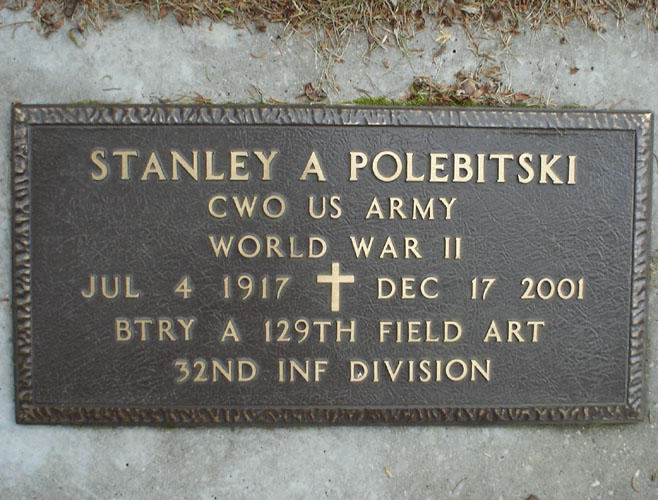 STANLEY A POLEBITSKI
CWO US ARMY
WORLD WAR II
JUL 4 1917 DEC 17 2001
BTRY A 129TH FIELD ART
32ND INF DIVISION